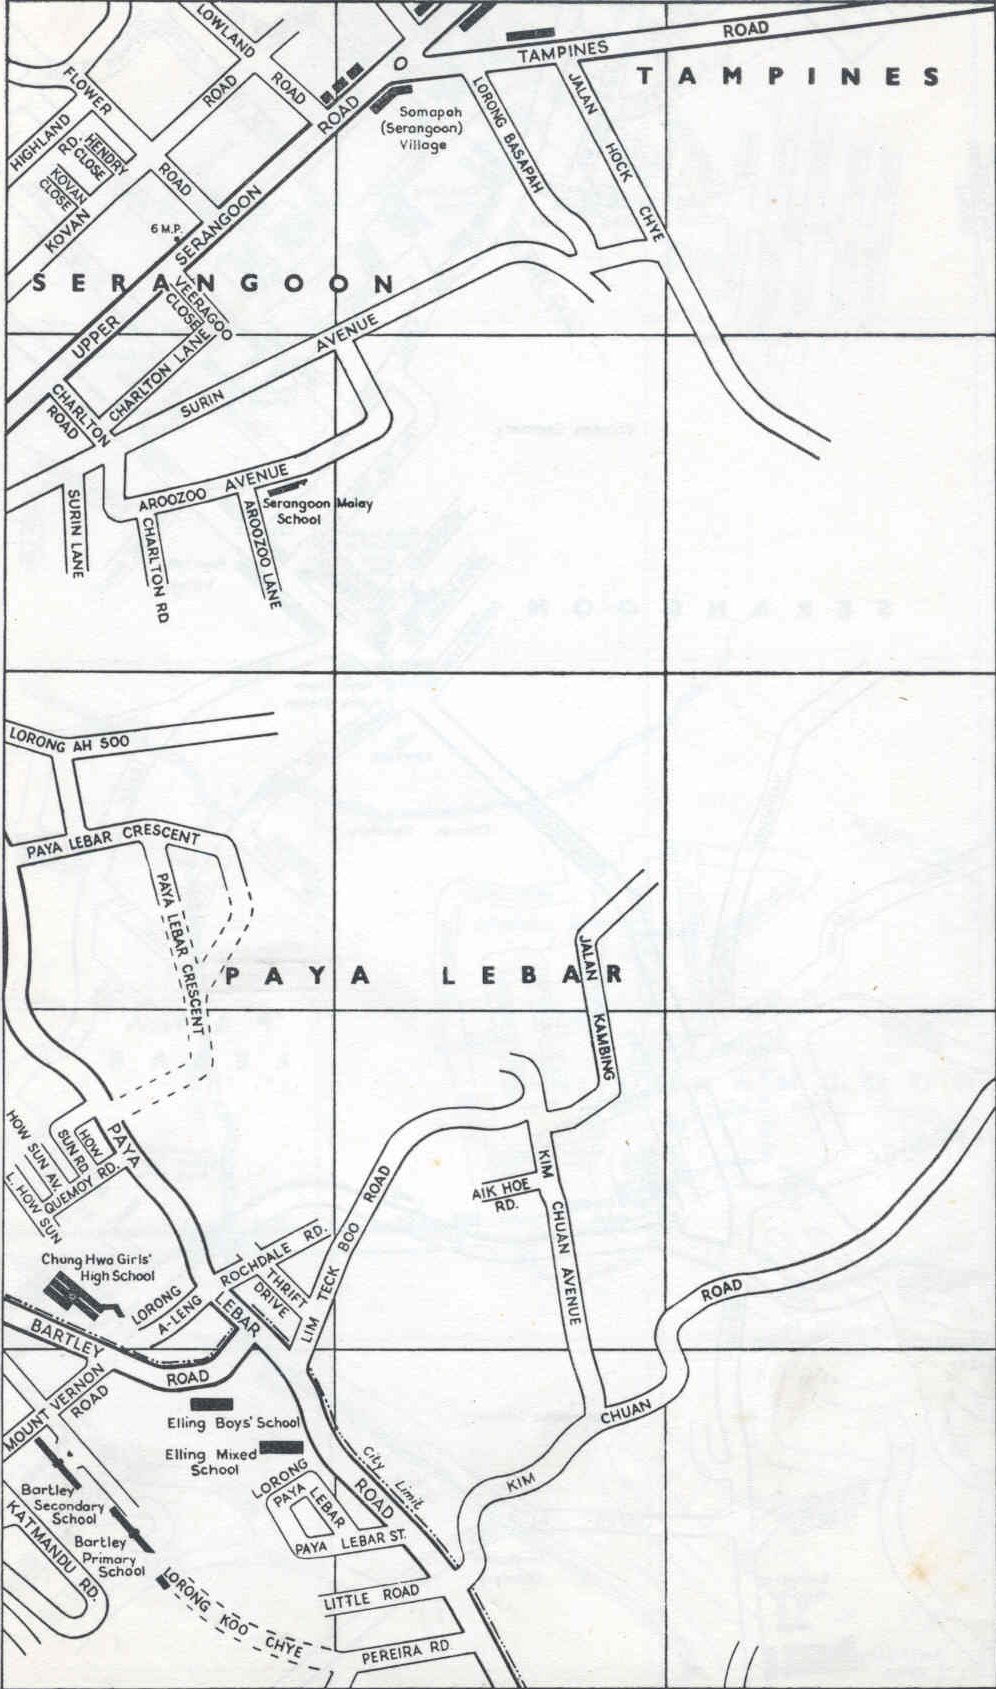 LOWLAND
ROAD
ROAD
ROAD
TAMPINES
ROAD
TAMPINES
FLOWER
ROAD
HIGHLAND
RD.
HENDRY
CLOSE
KOVAN
CLOSE
KOVAN
Somapah
(Serangoon)
Village
LORONG BASAPAH
JALAN HOCK CHYE
6 M.P.
SERANGOON
UPPER
SERANGOON
VEERAGOO
CLOSE
CHARLTON LANE
CHARLTON
ROAD
SURIN
AVENUE
SURIN LANE
AROOZOO
AVENUE
CHARLTON RD
AROOZOO LANE
Serangoon Malay
School
LORONG AH SOO
PAYA LEBAR CRESCENT
PAYA LEBAR CRESCENT
PAYA LEBAR
JALAN
KAMBING
HOW SUN AV.
SUN RD.
HOW
QUEMOY RD.
L. HOW SUN
PAYA
LEBAR
ROAD
AIK HOE
RD.
KIM CHUAN AVENUE
LIM TECK BOO ROAD
Chung Hwa Girls'
High School
LORONG
A-LENG
ROCHDALE RD.
THRIFT
DRIVE
BARTLEY
ROAD
MOUNT VERNON
ROAD
Elling Boys' School
Elling Mixed
School
City Limit
KIM
CHUAN
ROAD
LORONG
PAYA
LEBAR
PAYA LEBAR ST.
Bartley
Secondary
School
Bartley
Primary
School
KATMANDU RD.
LORONG KOO CHYE
LITTLE ROAD
PEREIRA RD